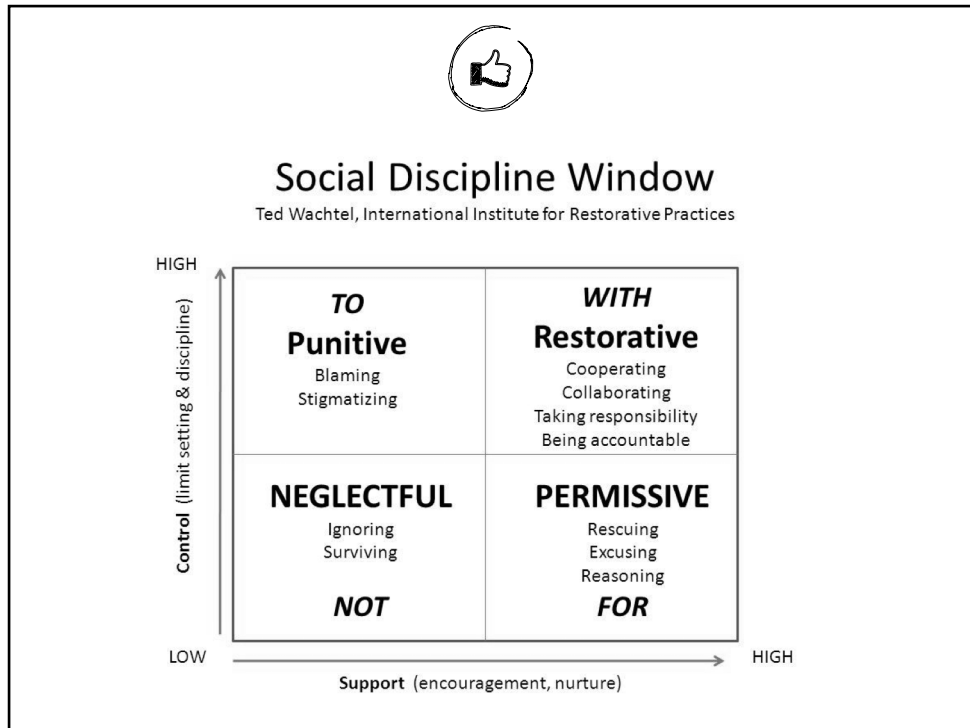 Social Discipline Window
Ted Wachtel, International Institute for Restorative Practices
HIGH
Control (limit setting & discipline)
TO
Punitive
Blaming
Stigmatizing
WITH
Restorative
Cooperating
Collaborating
Taking responsibility
Being accountable
NEGLECTFUL
Ignoring
Surviving
NOT
PERMISSIVE
Rescuing
Excusing
Reasoning
FOR
LOW
HIGH
Support (encouragement, nurture)